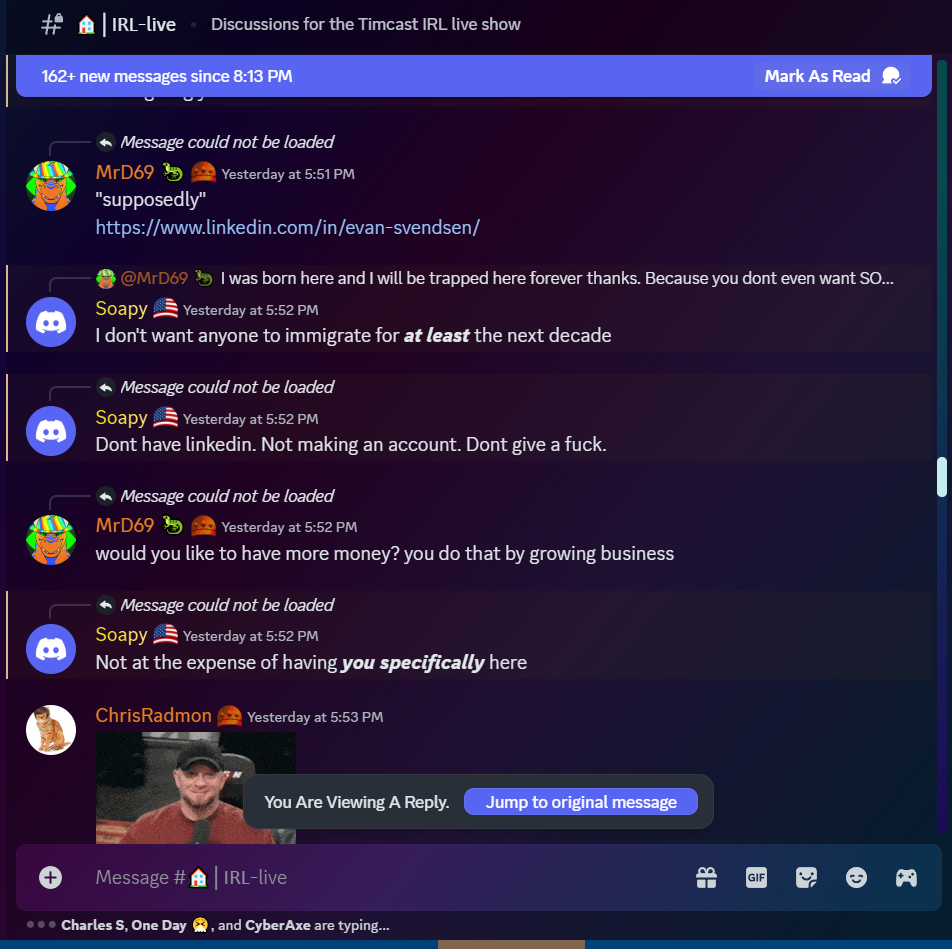 IRL-live • Discussions for the Timcast IRL live show
162+ new messages since 8:13 PM Mark As Read
Message could not be loaded
MrD69 Yesterday at 5:51 PM
"supposedly"
https://www.linkedin.com/in/evan-svendsen/
@MrD69 I was born here and I will be trapped here forever thanks. Because you dont even want SO...
Soapy 🇺🇸 Yesterday at 5:52 PM
I don't want anyone to immigrate for at least the next decade
Message could not be loaded
Soapy 🇺🇸 Yesterday at 5:52 PM
Dont have linkedin. Not making an account. Dont give a fuck.
Message could not be loaded
MrD69 Yesterday at 5:52 PM
would you like to have more money? you do that by growing business
Message could not be loaded
Soapy 🇺🇸 Yesterday at 5:52 PM
Not at the expense of having you specifically here
ChrisRadmon Yesterday at 5:53 PM
You Are Viewing A Reply. Jump to original message
Message #🏠 | IRL-live GIF
Charles S, One Day 🤧, and CyberAxe are typing...